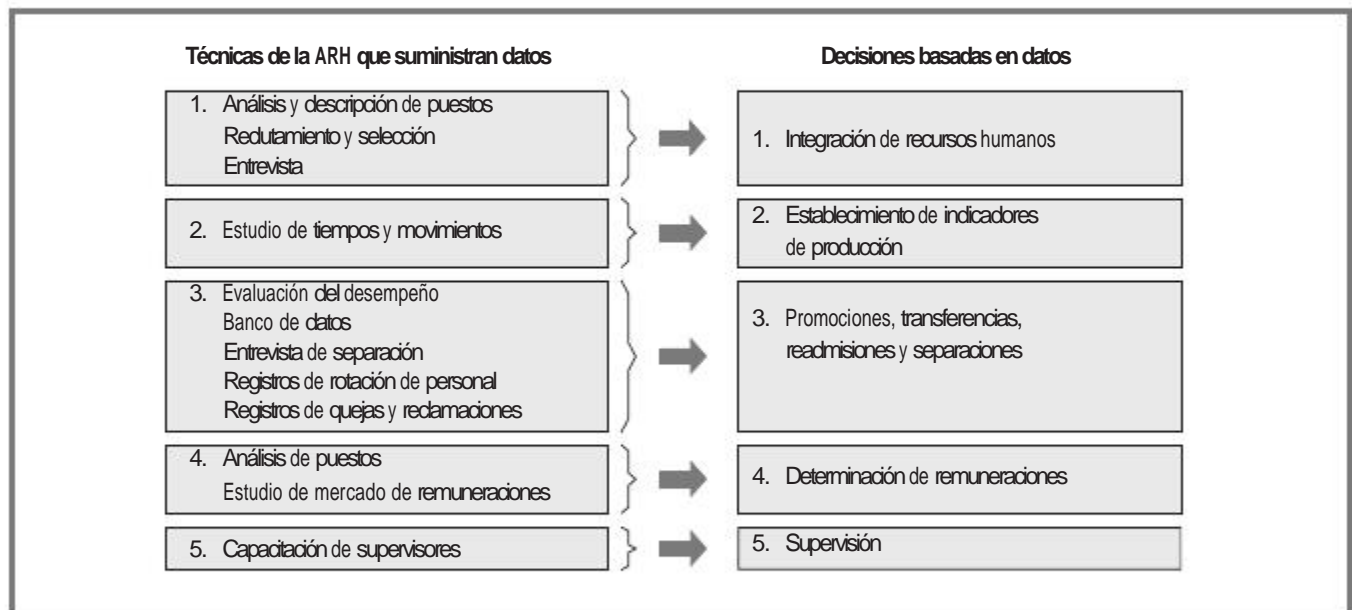 Técnicas de la ARH que suministran datos
Decisiones basadas en datos
1. Análisis y descripción de puestos
Reclutamiento y selección
Entrevista
1. Integración de recursos humanos
2. Estudio de tiempos y movimientos
2. Establecimiento de indicadores
de producción
3. Evaluación del desempeño
Banco de datos
Entrevista de separación
Registros de rotación de personal
Registros de quejas y reclamaciones
3. Promociones, transferencias,
readmisiones y separaciones
4. Análisis de puestos
Estudio de mercado de remuneraciones
4. Determinación de remuneraciones
5. Capacitación de supervisores
5. Supervisión